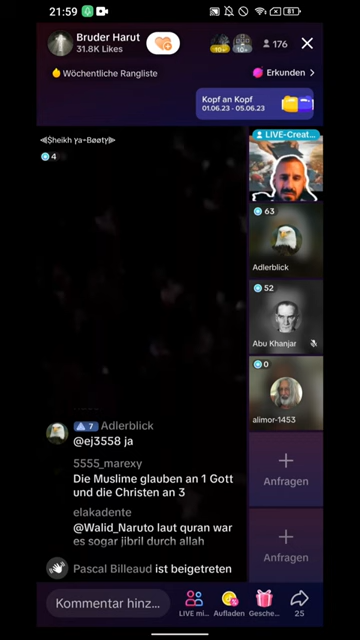 21:59
81
Bruder Harut
31.8K Likes
10+
10+
176
Wöchentliche Rangliste
Erkunden
Kopf an Kopf
01.06.23 - 05.06.23
4
LIVE-Creat...
63
Adlerblick
52
Abu Khanjar
0
alimor-1453
Anfragen
Anfragen
7 Adlerblick
@ej3558 ja
5555_marexy
Die Muslime glauben an 1 Gott
und die Christen an 3
elakadente
@Walid_Naruto laut quran war
es sogar jibril durch allah
Pascal Billeaud ist beigetreten
Kommentar hinz...
LIVE mi...
Aufladen
Gesche...
25